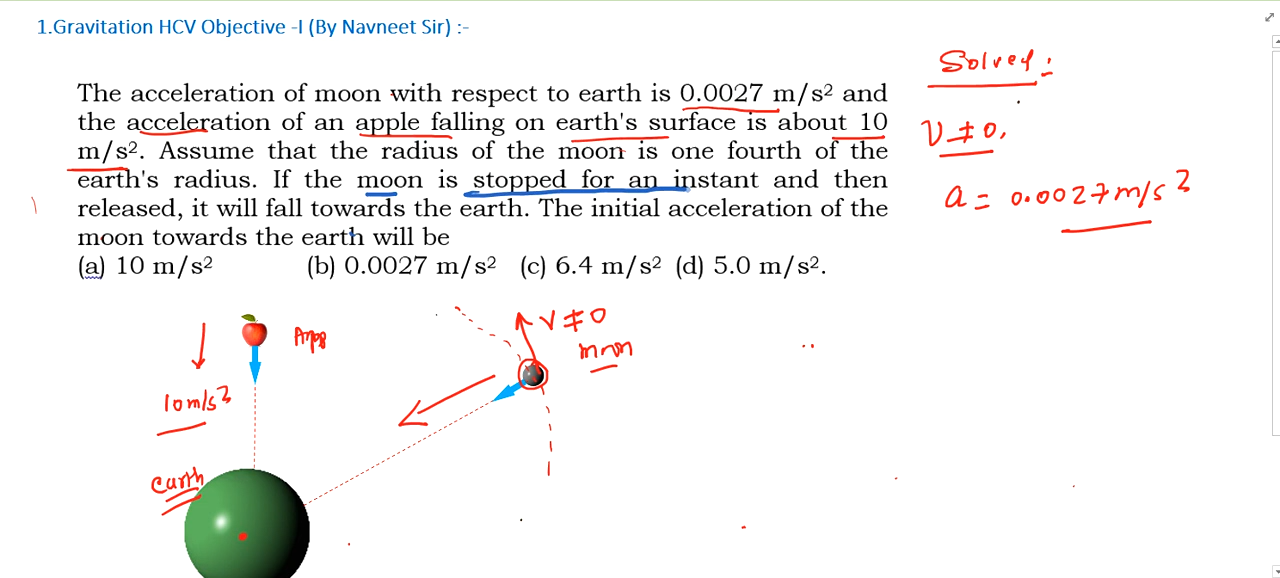 1.Gravitation HCV Objective -I (By Navneet Sir) :-
The acceleration of moon with respect to earth is 0.0027 m/s² and
the acceleration of an apple falling on earth's surface is about 10
m/s². Assume that the radius of the moon is one fourth of the
earth's radius. If the moon is stopped for an instant and then
released, it will fall towards the earth. The initial acceleration of the
moon towards the earth will be
(a) 10 m/s² (b) 0.0027 m/s² (c) 6.4 m/s² (d) 5.0 m/s².
Solved:
V≠0,
a = 0.0027 m/s²
V≠0
moon
10 m/s²
earth